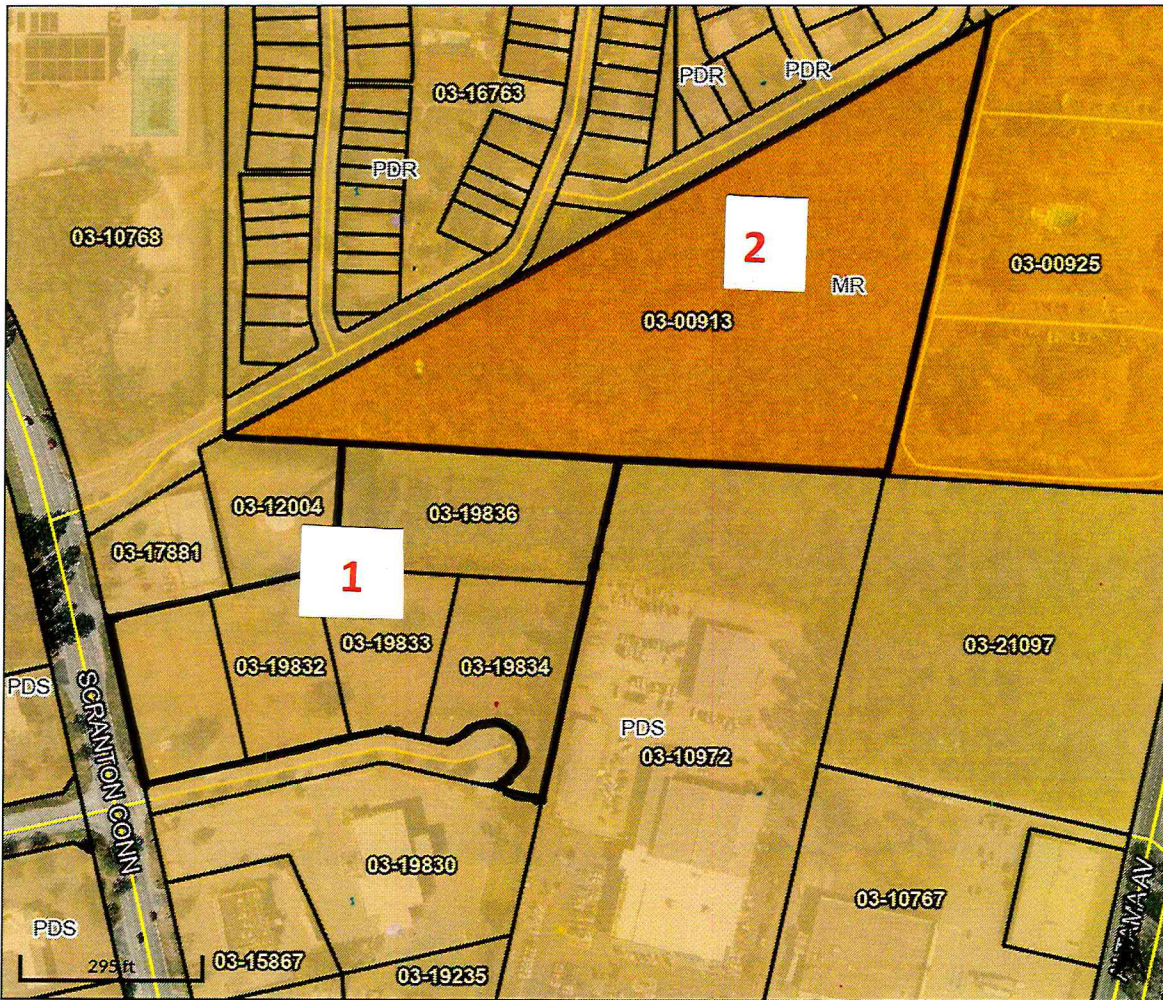 PDR
PDR
03-16763
PDR
03-10768
2
03-00925
MR
03-00913
03-12004
03-19836
03-17881
1
03-19833
03-19832
03-19834
03-21097
PDS
SCRANTON CONN
PDS
03-10972
03-19830
03-10767
PDS
295 ft
03-15867
03-19235